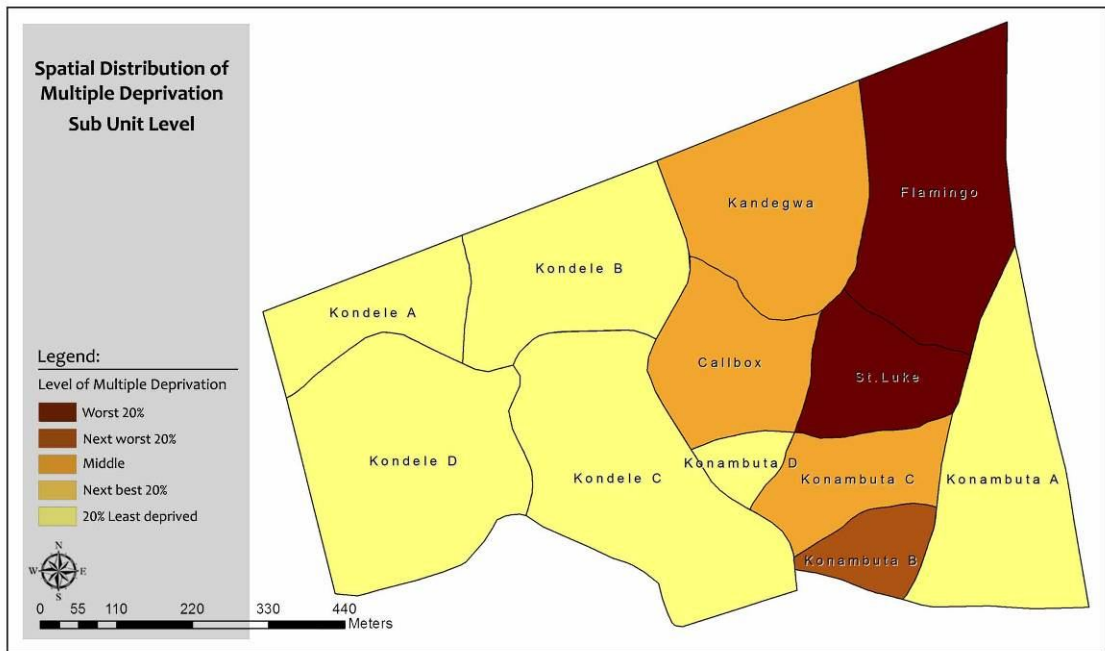 Spatial Distribution of
Multiple Deprivation
Sub Unit Level
Legend:
Level of Multiple Deprivation
Worst 20%
Next worst 20%
Middle
Next best 20%
20% Least deprived
N
W E
S
0 55 110 220 330 440
Meters
Flamingo
Kandegwa
Kondele B
Kondele A
Callbox
St.Luke
Kondele D
Kondele C
Konambuta D
Konambuta C
Konambuta A
Konambuta B